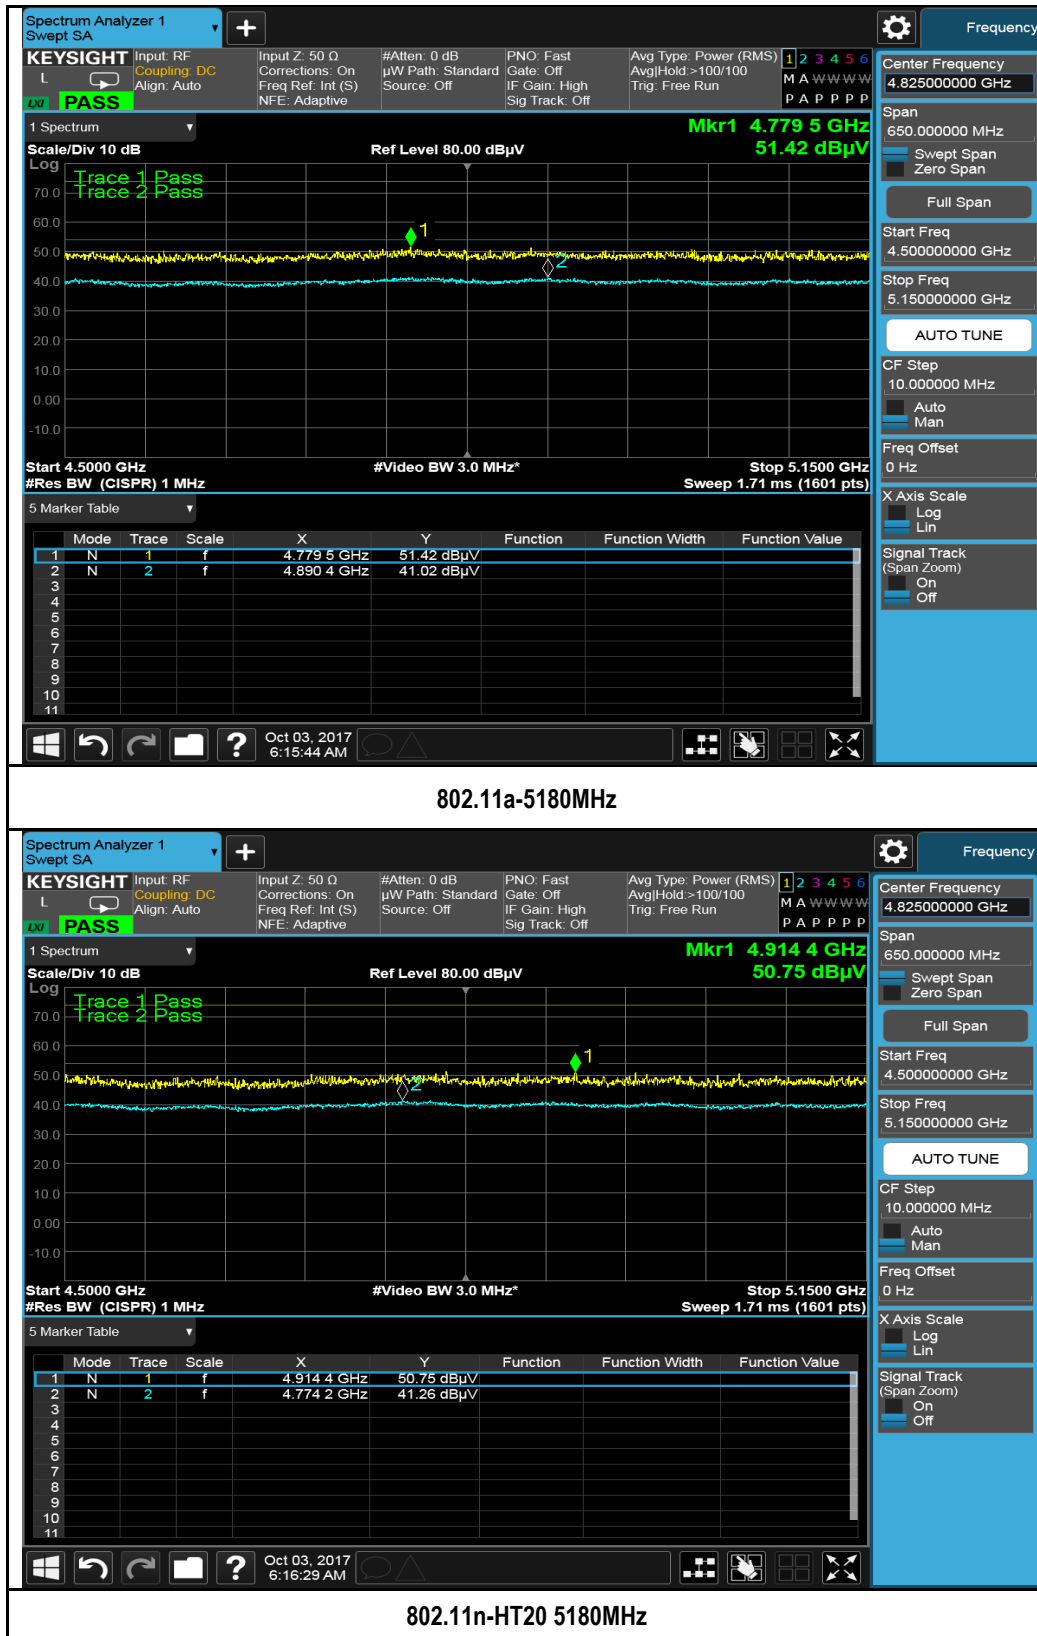 Spectrum Analyzer 1
Swept SA
+
Frequency
KEYSIGHT
L
LXI PASS
Input: RF
Coupling: DC
Align: Auto
Input Z: 50 Ω
Corrections: On
Freq Ref: Int (S)
NFE: Adaptive
#Atten: 0 dB
µW Path: Standard
Source: Off
PNO: Fast
Gate: Off
IF Gain: High
Sig Track: Off
Avg Type: Power (RMS)
Avg|Hold:>100/100
Trig: Free Run
1 2 3 4 5 6
M A W W W W
P A P P P P
1 Spectrum
Scale/Div 10 dB
Ref Level 80.00 dBµV
Mkr1 4.779 5 GHz
51.42 dBµV
Log
Trace 1 Pass
Trace 2 Pass
70.0
60.0
50.0
40.0
30.0
20.0
10.0
0.00
-10.0
1
2
Start 4.5000 GHz
#Video BW 3.0 MHz*
Stop 5.1500 GHz
#Res BW (CISPR) 1 MHz
Sweep 1.71 ms (1601 pts)
5 Marker Table
Mode Trace Scale X Y Function Function Width Function Value
1 N 1 f 4.779 5 GHz 51.42 dBµV
2 N 2 f 4.890 4 GHz 41.02 dBµV
3
4
5
6
7
8
9
10
11
?
Oct 03, 2017
6:15:44 AM
Center Frequency
4.825000000 GHz
Span
650.000000 MHz
Swept Span
Zero Span
Full Span
Start Freq
4.500000000 GHz
Stop Freq
5.150000000 GHz
AUTO TUNE
CF Step
10.000000 MHz
Auto
Man
Freq Offset
0 Hz
X Axis Scale
Log
Lin
Signal Track
(Span Zoom)
On
Off
802.11a-5180MHz
Spectrum Analyzer 1
Swept SA
+
Frequency
KEYSIGHT
L
LXI PASS
Input: RF
Coupling: DC
Align: Auto
Input Z: 50 Ω
Corrections: On
Freq Ref: Int (S)
NFE: Adaptive
#Atten: 0 dB
µW Path: Standard
Source: Off
PNO: Fast
Gate: Off
IF Gain: High
Sig Track: Off
Avg Type: Power (RMS)
Avg|Hold:>100/100
Trig: Free Run
1 2 3 4 5 6
M A W W W W
P A P P P P
1 Spectrum
Scale/Div 10 dB
Ref Level 80.00 dBµV
Mkr1 4.914 4 GHz
50.75 dBµV
Log
Trace 1 Pass
Trace 2 Pass
70.0
60.0
50.0
40.0
30.0
20.0
10.0
0.00
-10.0
1
2
Start 4.5000 GHz
#Video BW 3.0 MHz*
Stop 5.1500 GHz
#Res BW (CISPR) 1 MHz
Sweep 1.71 ms (1601 pts)
5 Marker Table
Mode Trace Scale X Y Function Function Width Function Value
1 N 1 f 4.914 4 GHz 50.75 dBµV
2 N 2 f 4.774 2 GHz 41.26 dBµV
3
4
5
6
7
8
9
10
11
?
Oct 03, 2017
6:16:29 AM
Center Frequency
4.825000000 GHz
Span
650.000000 MHz
Swept Span
Zero Span
Full Span
Start Freq
4.500000000 GHz
Stop Freq
5.150000000 GHz
AUTO TUNE
CF Step
10.000000 MHz
Auto
Man
Freq Offset
0 Hz
X Axis Scale
Log
Lin
Signal Track
(Span Zoom)
On
Off
802.11n-HT20 5180MHz